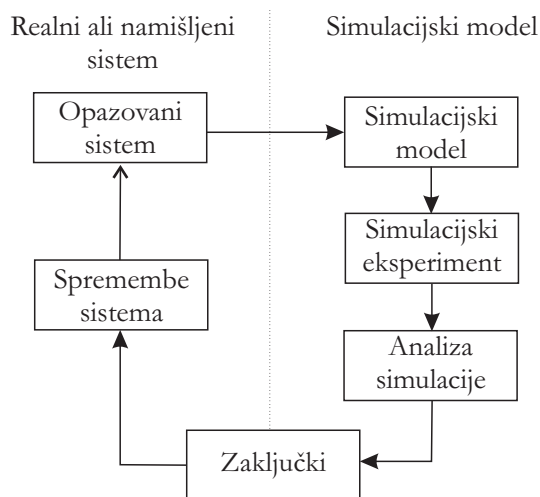 Realni ali namišljeni
sistem
Simulacijski model
Opazovani
sistem
Simulacijski
model
Simulacijski
eksperiment
Spremembe
sistema
Analiza
simulacije
Zaključki